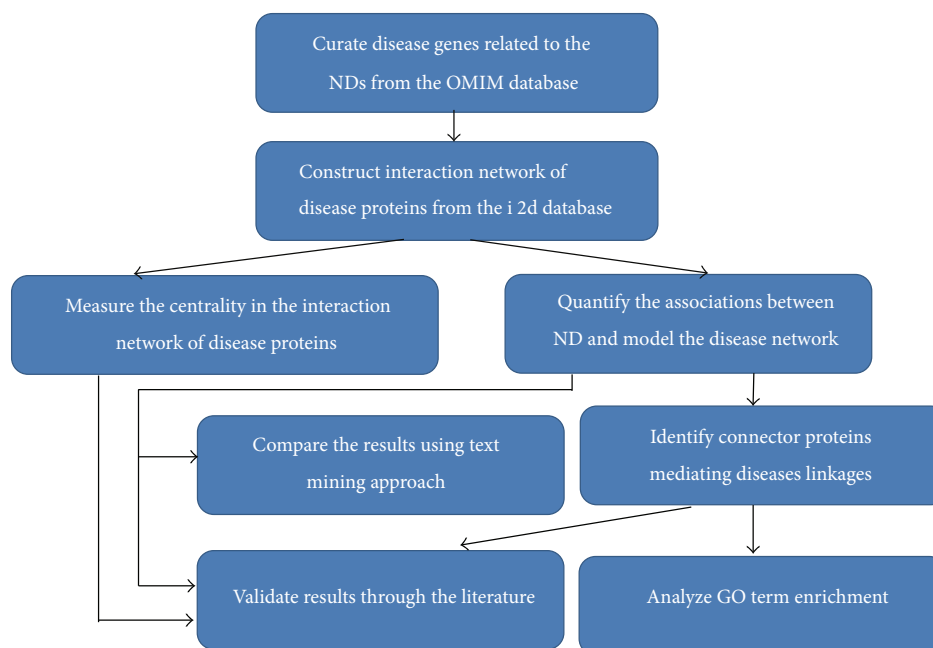 Curate disease genes related to the
NDs from the OMIM database
Construct interaction network of
disease proteins from the i 2d database
Measure the centrality in the interaction
network of disease proteins
Quantify the associations between
ND and model the disease network
Compare the results using text
mining approach
Identify connector proteins
mediating diseases linkages
Validate results through the literature
Analyze GO term enrichment